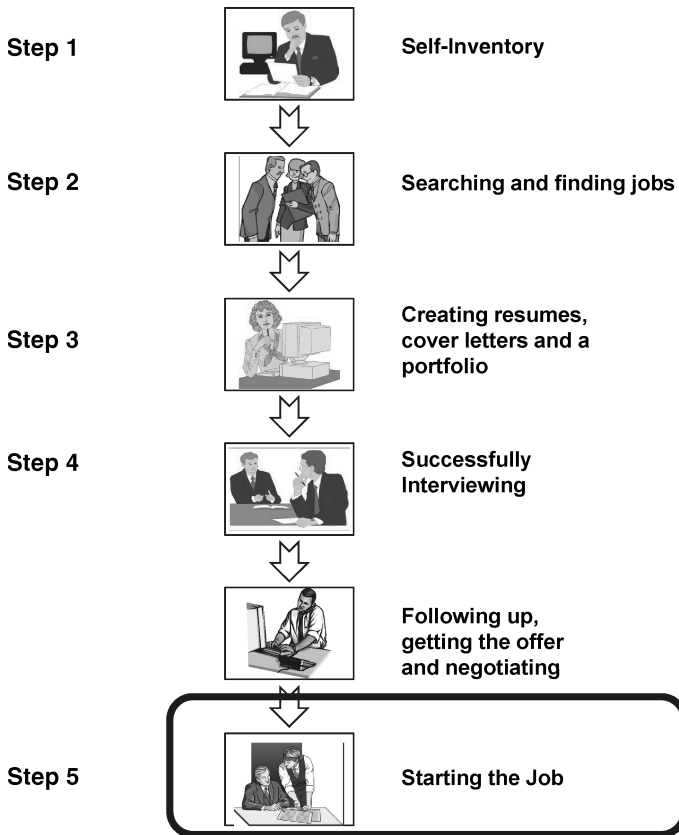 Step 1
Self-Inventory
Step 2
Searching and finding jobs
Step 3
Creating resumes,
cover letters and a
portfolio
Step 4
Successfully
Interviewing
Following up,
getting the offer
and negotiating
Step 5
Starting the Job